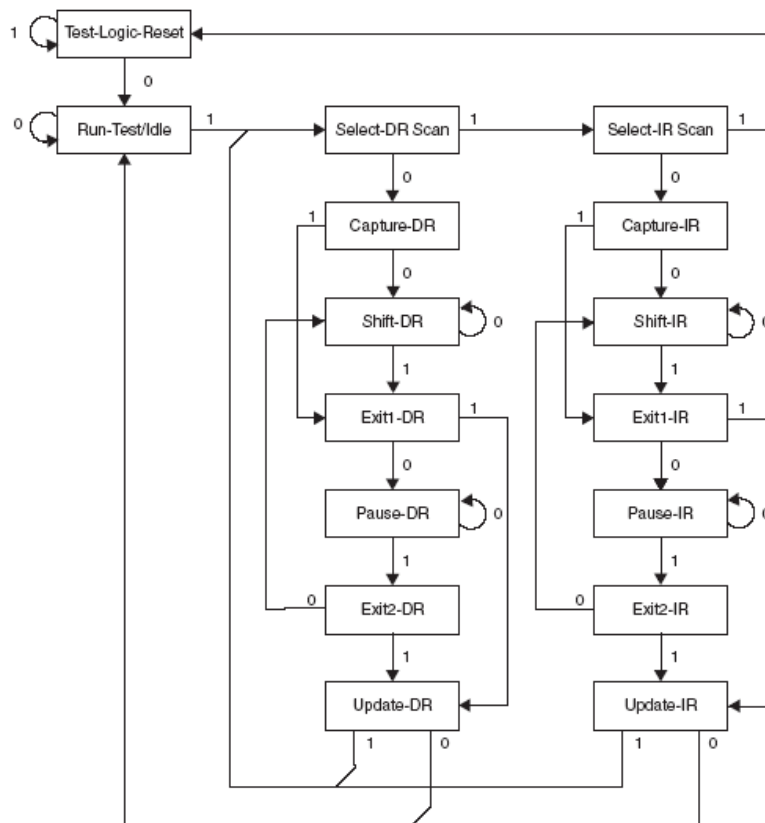 1
Test-Logic-Reset
0
0
Run-Test/Idle
1
Select-DR Scan
1
Select-IR Scan
1
0
0
1
Capture-DR
1
Capture-IR
0
0
Shift-DR
0
Shift-IR
0
1
1
Exit1-DR
1
Exit1-IR
1
0
0
Pause-DR
0
Pause-IR
0
1
1
0
Exit2-DR
0
Exit2-IR
1
1
Update-DR
Update-IR
1
0
1
0